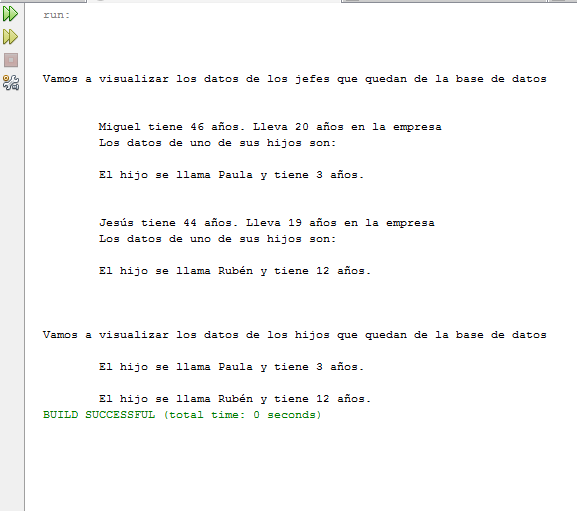 run:
Vamos a visualizar los datos de los jefes que quedan de la base de datos
Miguel tiene 46 años. Lleva 20 años en la empresa
Los datos de uno de sus hijos son:
El hijo se llama Paula y tiene 3 años.
Jesús tiene 44 años. Lleva 19 años en la empresa
Los datos de uno de sus hijos son:
El hijo se llama Rubén y tiene 12 años.
Vamos a visualizar los datos de los hijos que quedan de la base de datos
El hijo se llama Paula y tiene 3 años.
El hijo se llama Rubén y tiene 12 años.
BUILD SUCCESSFUL (total time: 0 seconds)